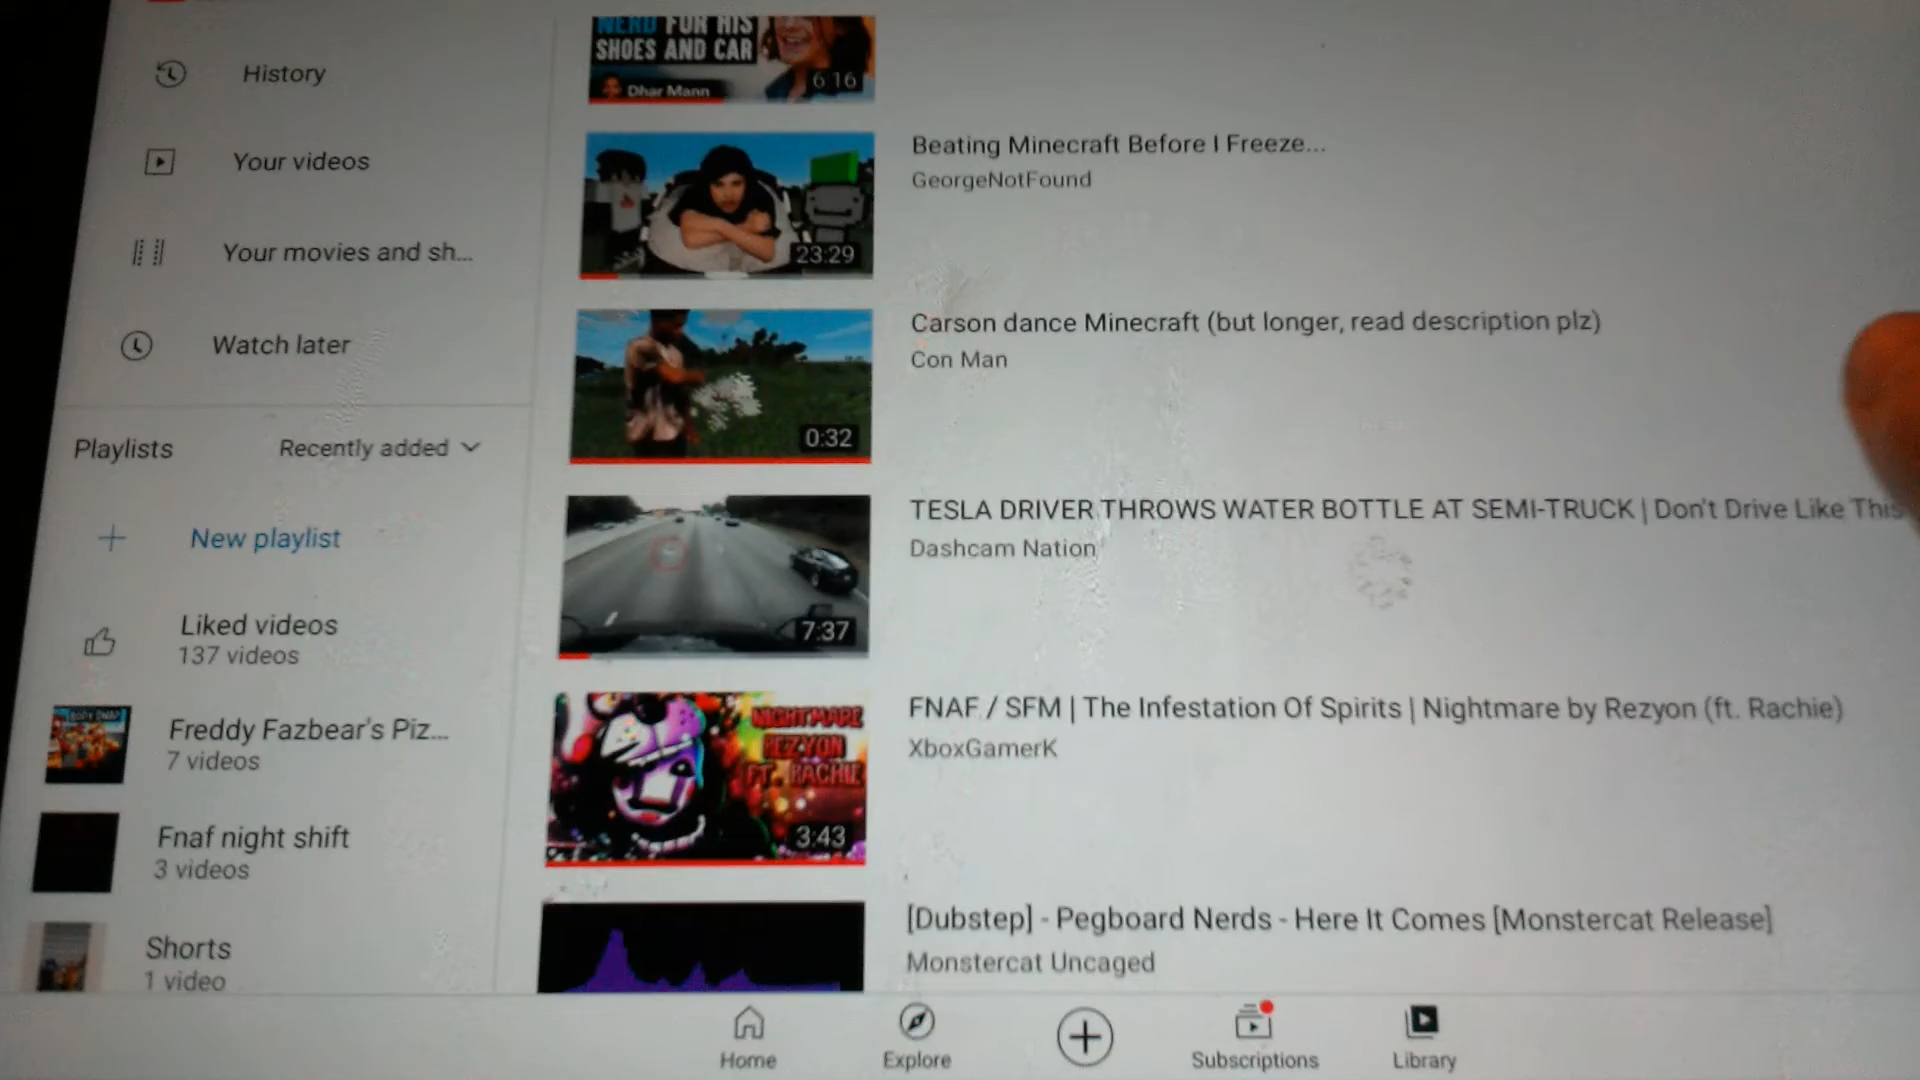 History
Your videos
Your movies and sh...
Watch later
Playlists
Recently added
New playlist
Liked videos
137 videos
Freddy Fazbear's Piz...
7 videos
Fnaf night shift
3 videos
Shorts
1 video
NERD FOR HIS
SHOES AND CAR
Dhar Mann
6:16
Beating Minecraft Before I Freeze...
GeorgeNotFound
23:29
Carson dance Minecraft (but longer, read description plz)
Con Man
0:32
TESLA DRIVER THROWS WATER BOTTLE AT SEMI-TRUCK | Don't Drive Like This
Dashcam Nation
7:37
FNAF / SFM | The Infestation Of Spirits | Nightmare by Rezyon (ft. Rachie)
XboxGamerK
NIGHTMARE
REZYON
FT. RACHIE
3:43
[Dubstep] - Pegboard Nerds - Here It Comes [Monstercat Release]
Monstercat Uncaged
Home
Explore
Subscriptions
Library